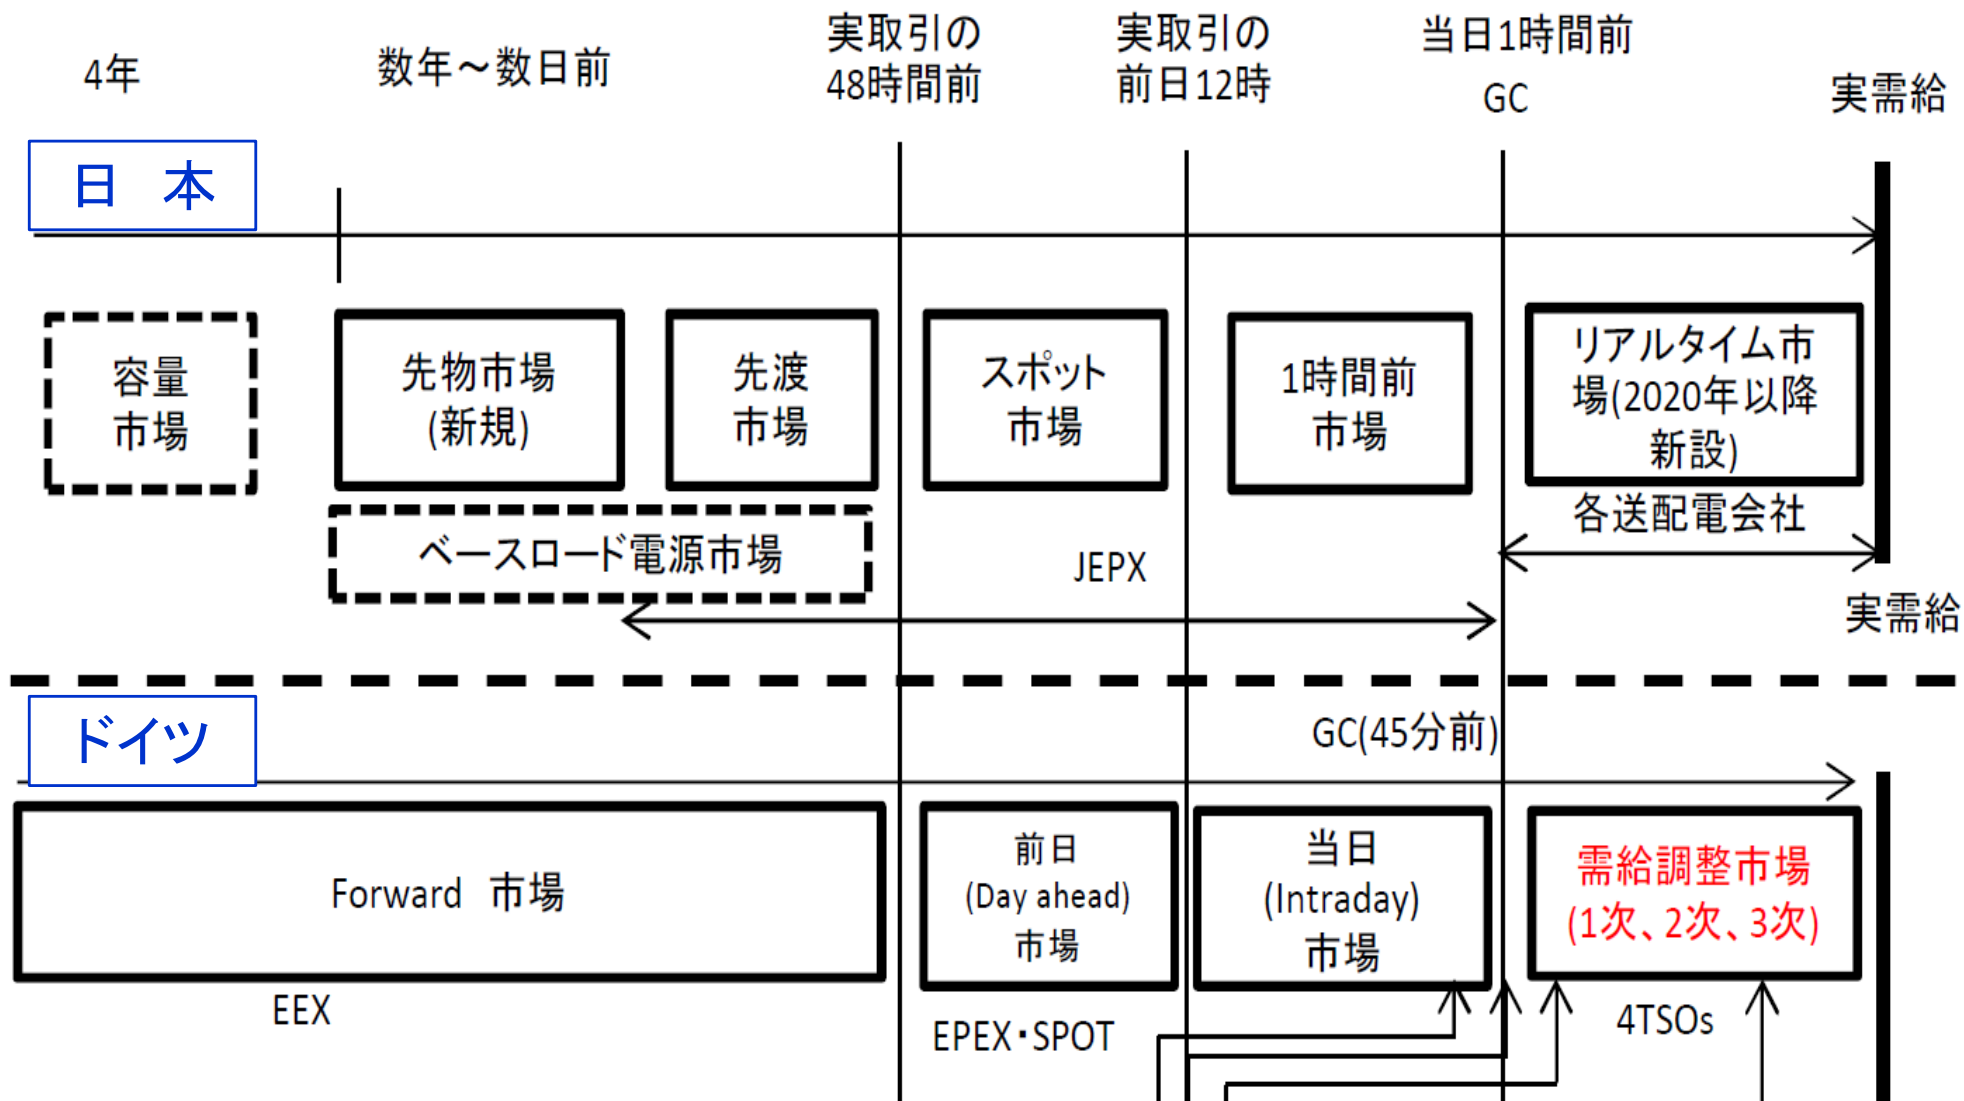 4年
数年～数日前
実取引の
48時間前
実取引の
前日12時
当日1時間前
GC
実需給
日　本
容量
市場
先物市場
(新規)
先渡
市場
スポット
市場
1時間前
市場
リアルタイム市
場(2020年以降
新設)
ベースロード電源市場
JEPX
各送配電会社
実需給
ドイツ
GC(45分前)
Forward 市場
前日
(Day ahead)
市場
当日
(Intraday)
市場
需給調整市場
(1次、2次、3次)
EEX
EPEX・SPOT
4TSOs